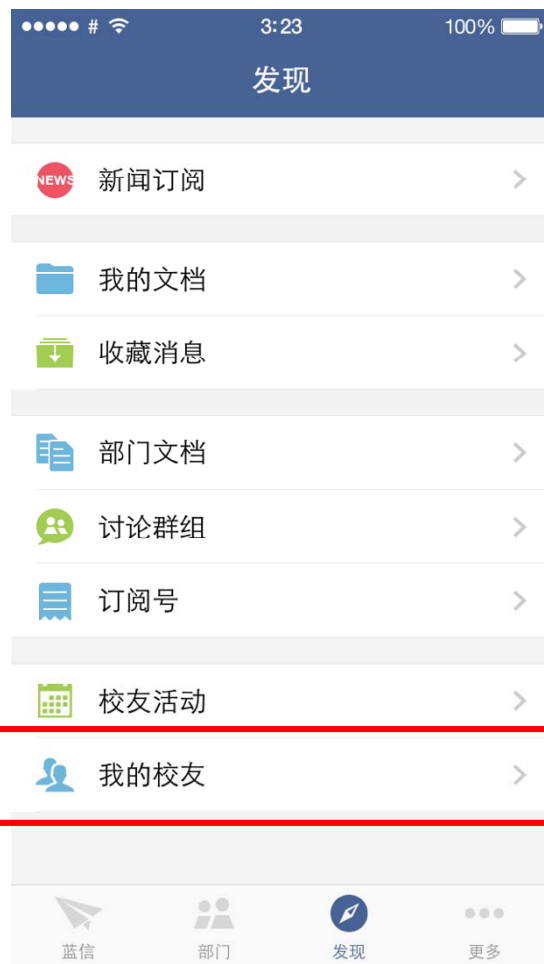 ●●●●● # 3:23 100%
发现
NEWS 新闻订阅
我的文档
收藏消息
部门文档
讨论群组
订阅号
校友活动
我的校友
蓝信 部门 发现 更多